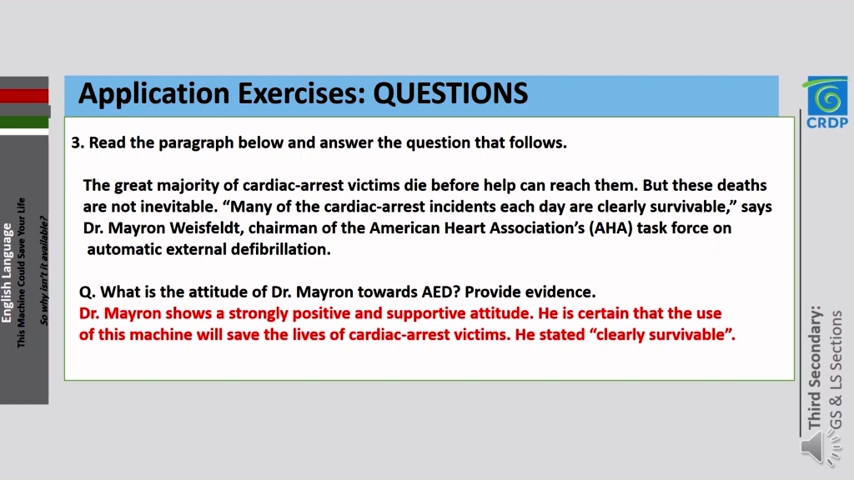 Application Exercises: QUESTIONS
3. Read the paragraph below and answer the question that follows.
The great majority of cardiac-arrest victims die before help can reach them. But these deaths
are not inevitable. “Many of the cardiac-arrest incidents each day are clearly survivable,” says
Dr. Mayron Weisfeldt, chairman of the American Heart Association’s (AHA) task force on
automatic external defibrillation.
Q. What is the attitude of Dr. Mayron towards AED? Provide evidence.
Dr. Mayron shows a strongly positive and supportive attitude. He is certain that the use
of this machine will save the lives of cardiac-arrest victims. He stated “clearly survivable”.
English Language
This Machine Could Save Your Life
So why isn’t it available?
CRDP
Third Secondary:
GS & LS Sections